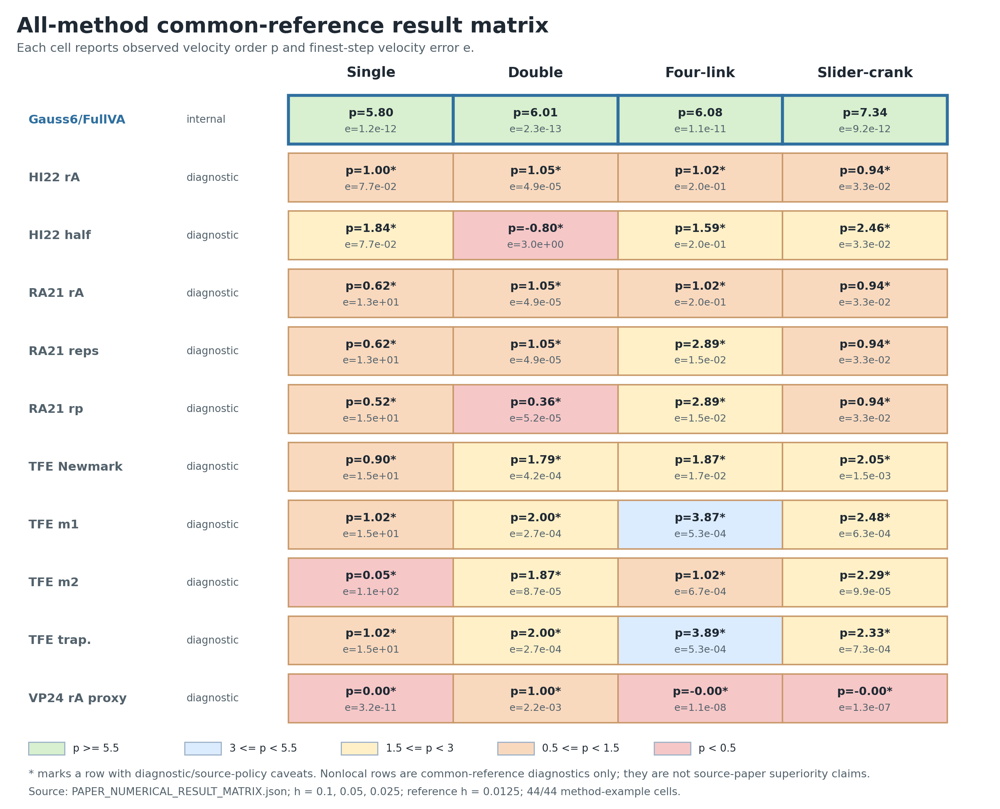 All-method common-reference result matrix
Each cell reports observed velocity order p and finest-step velocity error e.
Single Double Four-link Slider-crank
Gauss6/FullVA internal p=5.80 p=6.01 p=6.08 p=7.34
e=1.2e-12 e=2.3e-13 e=1.1e-11 e=9.2e-12
HI22 rA diagnostic p=1.00* p=1.05* p=1.02* p=0.94*
e=7.7e-02 e=4.9e-05 e=2.0e-01 e=3.3e-02
HI22 half diagnostic p=1.84* p=-0.80* p=1.59* p=2.46*
e=7.7e-02 e=3.0e+00 e=2.0e-01 e=3.3e-02
RA21 rA diagnostic p=0.62* p=1.05* p=1.02* p=0.94*
e=1.3e+01 e=4.9e-05 e=2.0e-01 e=3.3e-02
RA21 reps diagnostic p=0.62* p=1.05* p=2.89* p=0.94*
e=1.3e+01 e=4.9e-05 e=1.5e-02 e=3.3e-02
RA21 rp diagnostic p=0.52* p=0.36* p=2.89* p=0.94*
e=1.5e+01 e=5.2e-05 e=1.5e-02 e=3.3e-02
TFE Newmark diagnostic p=0.90* p=1.79* p=1.87* p=2.05*
e=1.5e+01 e=4.2e-04 e=1.7e-02 e=1.5e-03
TFE m1 diagnostic p=1.02* p=2.00* p=3.87* p=2.48*
e=1.5e+01 e=2.7e-04 e=5.3e-04 e=6.3e-04
TFE m2 diagnostic p=0.05* p=1.87* p=1.02* p=2.29*
e=1.1e+02 e=8.7e-05 e=6.7e-04 e=9.9e-05
TFE trap. diagnostic p=1.02* p=2.00* p=3.89* p=2.33*
e=1.5e+01 e=2.7e-04 e=5.3e-04 e=7.3e-04
VP24 rA proxy diagnostic p=0.00* p=1.00* p=-0.00* p=-0.00*
e=3.2e-11 e=2.2e-03 e=1.1e-08 e=1.3e-07
p >= 5.5 3 <= p < 5.5 1.5 <= p < 3 0.5 <= p < 1.5 p < 0.5
* marks a row with diagnostic/source-policy caveats. Nonlocal rows are common-reference diagnostics only; they are not source-paper superiority claims.
Source: PAPER_NUMERICAL_RESULT_MATRIX.json; h = 0.1, 0.05, 0.025; reference h = 0.0125; 44/44 method-example cells.